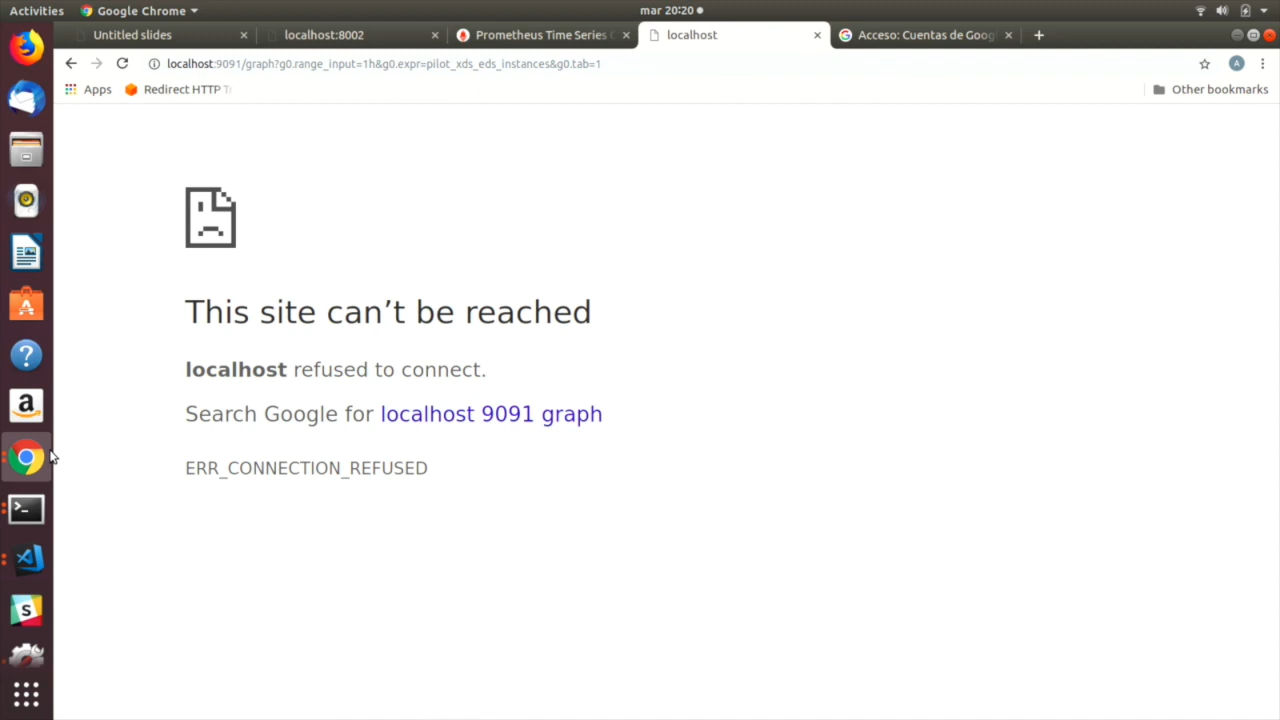 Activities Google Chrome mar 20:20
Untitled slides localhost:8002 Prometheus Time Series localhost Acceso: Cuentas de Goog
localhost:9091/graph?g0.range_input=1h&g0.expr=pilot_xds_eds_instances&g0.tab=1 A
Apps Redirect HTTP Other bookmarks
This site can’t be reached
localhost refused to connect.
Search Google for localhost 9091 graph
ERR_CONNECTION_REFUSED